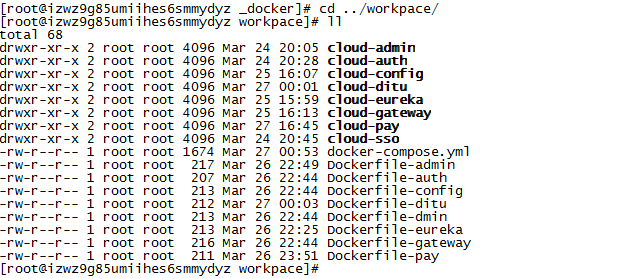 [root@izwz9g85umiihes6smmydyz _docker]# cd ../workpace/
[root@izwz9g85umiihes6smmydyz workpace]# ll
total 68
drwxr-xr-x 2 root root 4096 Mar 24 20:05 cloud-admin
drwxr-xr-x 2 root root 4096 Mar 24 20:28 cloud-auth
drwxr-xr-x 2 root root 4096 Mar 25 16:07 cloud-config
drwxr-xr-x 2 root root 4096 Mar 27 00:01 cloud-ditu
drwxr-xr-x 2 root root 4096 Mar 25 15:59 cloud-eureka
drwxr-xr-x 2 root root 4096 Mar 25 16:13 cloud-gateway
drwxr-xr-x 2 root root 4096 Mar 27 16:45 cloud-pay
drwxr-xr-x 2 root root 4096 Mar 24 20:45 cloud-sso
-rw-r--r-- 1 root root 1674 Mar 27 00:53 docker-compose.yml
-rw-r--r-- 1 root root  217 Mar 26 22:49 Dockerfile-admin
-rw-r--r-- 1 root root  207 Mar 26 22:44 Dockerfile-auth
-rw-r--r-- 1 root root  213 Mar 26 22:44 Dockerfile-config
-rw-r--r-- 1 root root  212 Mar 27 00:03 Dockerfile-ditu
-rw-r--r-- 1 root root  213 Mar 26 22:44 Dockerfile-dmin
-rw-r--r-- 1 root root  213 Mar 26 22:25 Dockerfile-eureka
-rw-r--r-- 1 root root  216 Mar 26 22:44 Dockerfile-gateway
-rw-r--r-- 1 root root  211 Mar 26 23:51 Dockerfile-pay
[root@izwz9g85umiihes6smmydyz workpace]#